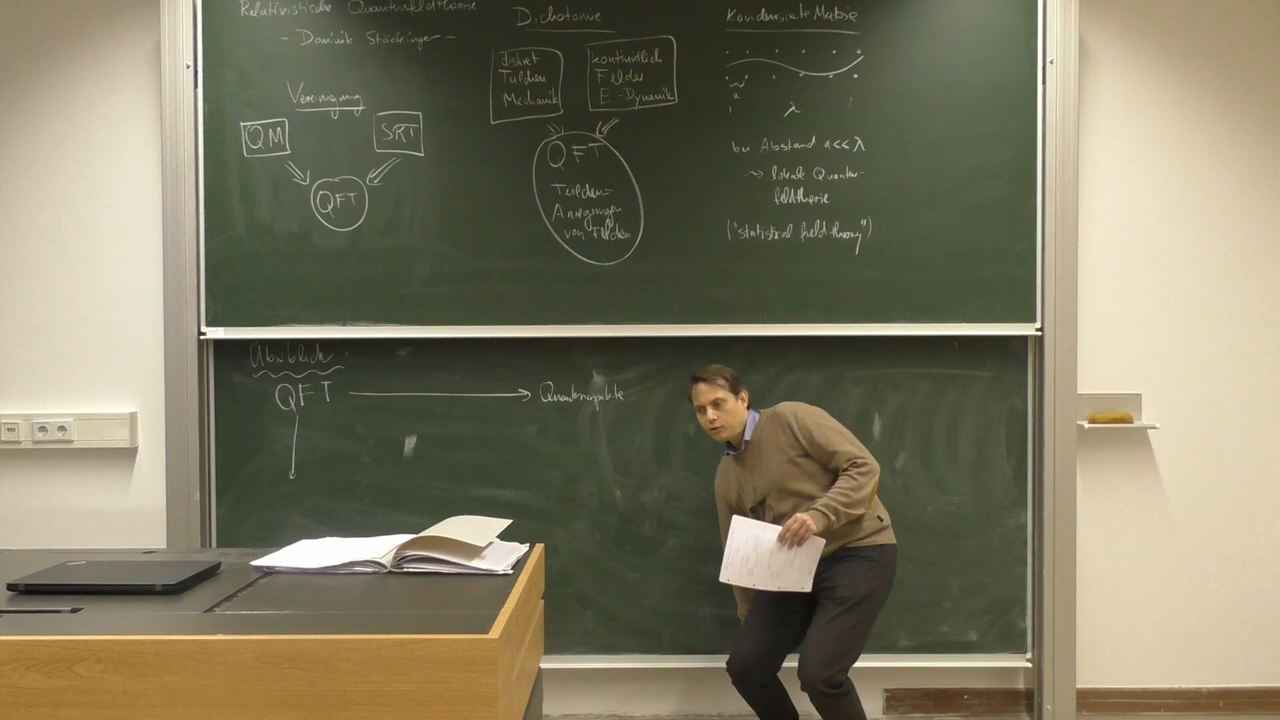 Relativistische Quantenfeldtheorie
- Dominik Stöckinger -
Vereinigung
QM
SRT
QFT
Dichotomie
diskret
Teilchen
Mechanik
kontinuierlich
Felder
E-Dynamik
QFT
Teilchen=
Anregungen
von Feldern
Kondensierte Materie
a
λ
bei Abstand a<<λ
~> lokale Quanten-
feldtheorie
("statistical field theory")
Überblick:
QFT → Quantenaspekte